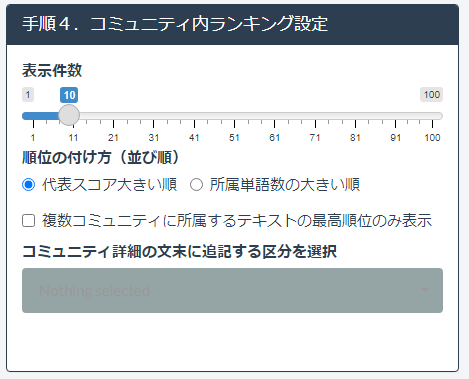 手順４．コミュニティ内ランキング設定
表示件数
1 10 100
1 11 21 31 41 51 61 71 81 91 100
順位の付け方（並び順）
代表スコア大きい順 所属単語数の大きい順
複数コミュニティに所属するテキストの最高順位のみ表示
コミュニティ詳細の文末に追記する区分を選択
Nothing selected